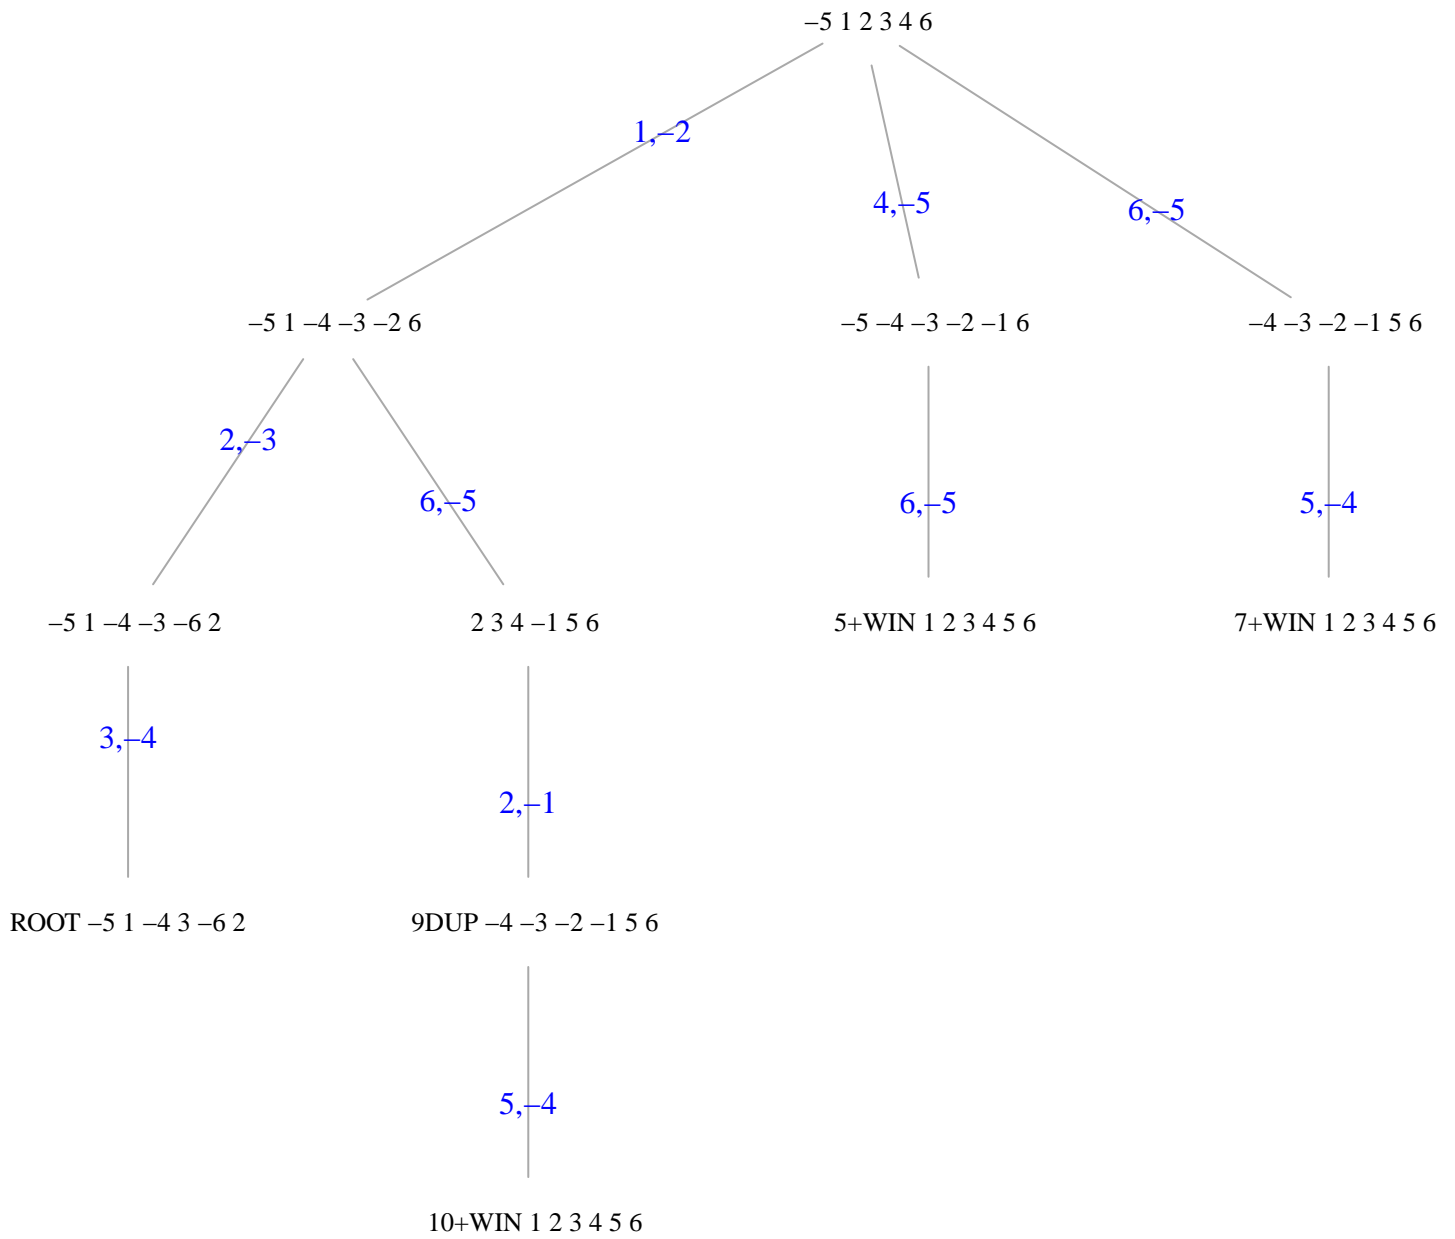 –5 1 2 3 4 6
1,–2
4,–5
6,–5
–5 1 –4 –3 –2 6
–5 –4 –3 –2 –1 6
–4 –3 –2 –1 5 6
2,–3
6,–5
6,–5
5,–4
–5 1 –4 –3 –6 2
2 3 4 –1 5 6
5+WIN 1 2 3 4 5 6
7+WIN 1 2 3 4 5 6
3,–4
2,–1
ROOT –5 1 –4 3 –6 2
9DUP –4 –3 –2 –1 5 6
5,–4
10+WIN 1 2 3 4 5 6